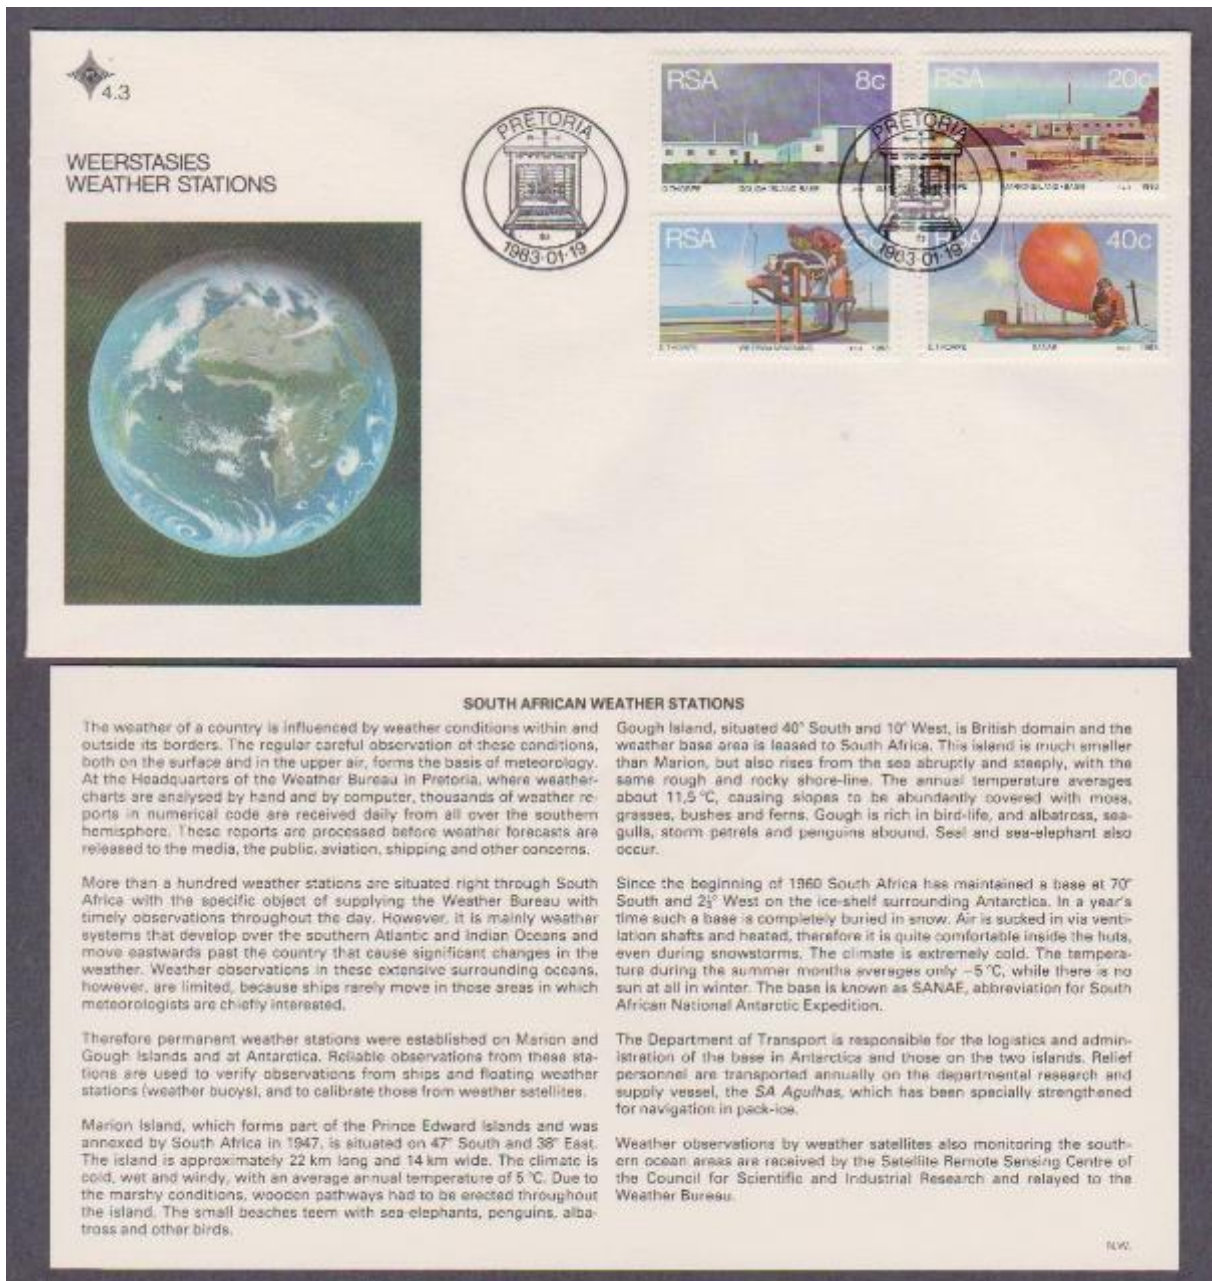 4.3
WEERSTASIES
WEATHER STATIONS
PRETORIA
1983·01·19
PRETORIA
1983·01·19
RSA 8c
D.THORPE GOUGH ISLAND BASE
RSA 20c
1983
RSA 25c
D.THORPE 1983
RSA 40c
D.THORPE SANAE 1983
SOUTH AFRICAN WEATHER STATIONS
The weather of a country is influenced by weather conditions within and
outside its borders. The regular careful observation of these conditions,
both on the surface and in the upper air, forms the basis of meteorology.
At the Headquarters of the Weather Bureau in Pretoria, where weather-
charts are analysed by hand and by computer, thousands of weather re-
ports in numerical code are received daily from all over the southern
hemisphere. These reports are processed before weather forecasts are
released to the media, the public, aviation, shipping and other concerns.
More than a hundred weather stations are situated right through South
Africa with the specific object of supplying the Weather Bureau with
timely observations throughout the day. However, it is mainly weather
systems that develop over the southern Atlantic and Indian Oceans and
move eastwards past the country that cause significant changes in the
weather. Weather observations in these extensive surrounding oceans,
however, are limited, because ships rarely move in those areas in which
meteorologists are chiefly interested.
Therefore permanent weather stations were established on Marion and
Gough Islands and at Antarctica. Reliable observations from these sta-
tions are used to verify observations from ships and floating weather
stations (weather buoys), and to calibrate those from weather satellites.
Marion Island, which forms part of the Prince Edward Islands and was
annexed by South Africa in 1947, is situated on 47° South and 38° East.
The island is approximately 22 km long and 14 km wide. The climate is
cold, wet and windy, with an average annual temperature of 5 °C. Due to
the marshy conditions, wooden pathways had to be erected throughout
the island. The small beaches teem with sea-elephants, penguins, alba-
tross and other birds.
Gough Island, situated 40° South and 10° West, is British domain and the
weather base area is leased to South Africa. This island is much smaller
than Marion, but also rises from the sea abruptly and steeply, with the
same rough and rocky shore-line. The annual temperature averages
about 11,5 °C, causing slopes to be abundantly covered with moss,
grasses, bushes and ferns. Gough is rich in bird-life, and albatross, sea-
gulls, storm petrels and penguins abound. Seal and sea-elephant also
occur.
Since the beginning of 1960 South Africa has maintained a base at 70°
South and 2½° West on the ice-shelf surrounding Antarctica. In a year's
time such a base is completely buried in snow. Air is sucked in via venti-
lation shafts and heated, therefore it is quite comfortable inside the huts,
even during snowstorms. The climate is extremely cold. The tempera-
ture during the summer months averages only −5 °C, while there is no
sun at all in winter. The base is known as SANAE, abbreviation for South
African National Antarctic Expedition.
The Department of Transport is responsible for the logistics and admin-
istration of the base in Antarctica and those on the two islands. Relief
personnel are transported annually on the departmental research and
supply vessel, the SA Agulhas, which has been specially strengthened
for navigation in pack-ice.
Weather observations by weather satellites also monitoring the south-
ern ocean areas are received by the Satellite Remote Sensing Centre of
the Council for Scientific and Industrial Research and relayed to the
Weather Bureau.
N.W.